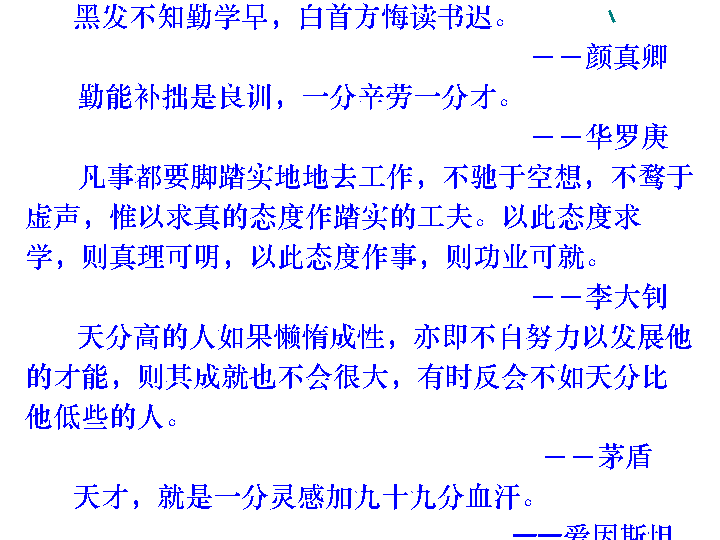 黑发不知勤学早，白首方悔读书迟。
－－颜真卿
勤能补拙是良训，一分辛劳一分才。
－－华罗庚
凡事都要脚踏实地地去工作，不驰于空想，不鹜于
虚声，惟以求真的态度作踏实的工夫。以此态度求
学，则真理可明，以此态度作事，则功业可就。
－－李大钊
天分高的人如果懒惰成性，亦即不自努力以发展他
的才能，则其成就也不会很大，有时反会不如天分比
他低些的人。
－－茅盾
天才，就是一分灵感加九十九分血汗。
——爱因斯坦